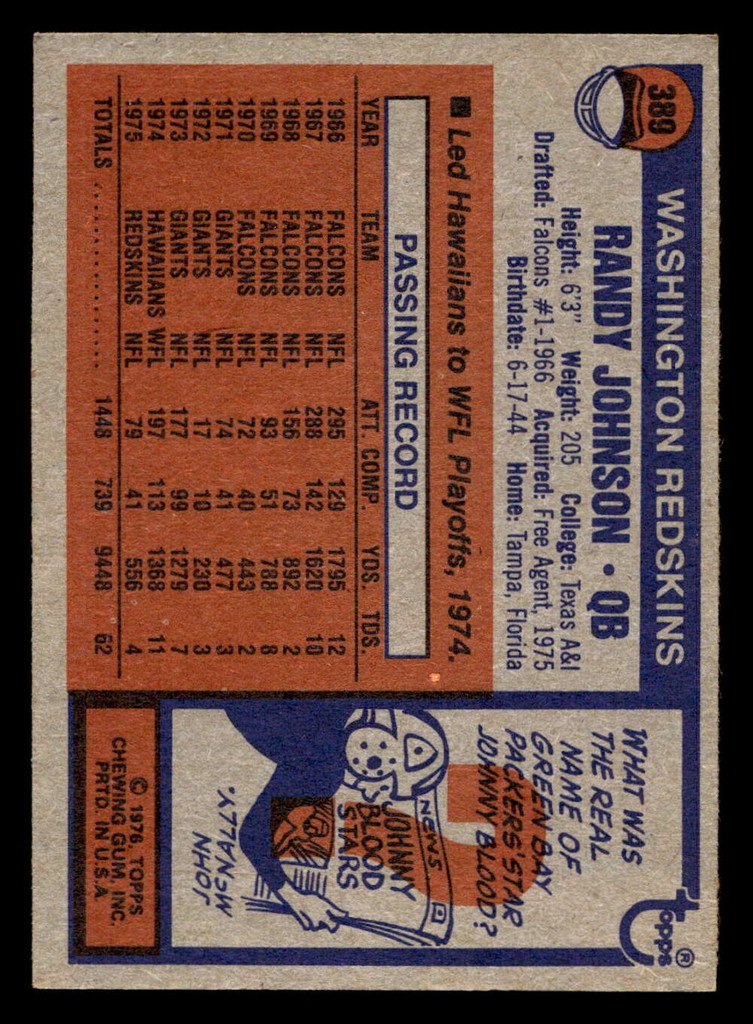 389
WASHINGTON REDSKINS
RANDY JOHNSON • QB
Height: 6'3" Weight: 205 College: Texas A&I
Drafted: Falcons #1-1966 Acquired: Free Agent, 1975
Birthdate: 6-17-44 Home: Tampa, Florida
■ Led Hawaiians to WFL Playoffs, 1974.
PASSING RECORD
YEAR TEAM ATT. COMP. YDS. TDS.
1966 FALCONS NFL 295 129 1795 12
1967 FALCONS NFL 288 142 1620 10
1968 FALCONS NFL 156 73 892 2
1969 FALCONS NFL 93 51 788 8
1970 FALCONS NFL 72 40 443 2
1971 GIANTS NFL 74 41 477 3
1972 GIANTS NFL 17 10 230 3
1973 GIANTS NFL 177 99 1279 7
1974 HAWAIIANS WFL 197 113 1368 11
1975 REDSKINS NFL 79 41 556 4
TOTALS .................. 1448 739 9448 62
topps®
WHAT WAS
THE REAL
NAME OF
GREEN BAY
PACKERS' STAR
JOHNNY BLOOD?
NEWS
JOHNNY
BLOOD
STARS
JOHN
McNALLY.
© 1976 TOPPS
CHEWING GUM, INC.
PRTD. IN U.S.A